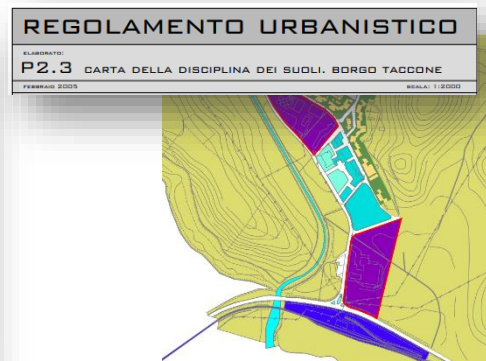 REGOLAMENTO URBANISTICO
ELABORATO:
P2.3 CARTA DELLA DISCIPLINA DEI SUOLI. BORGO TACCONE
FEBBRAIO 2005 SCALA: 1:2000